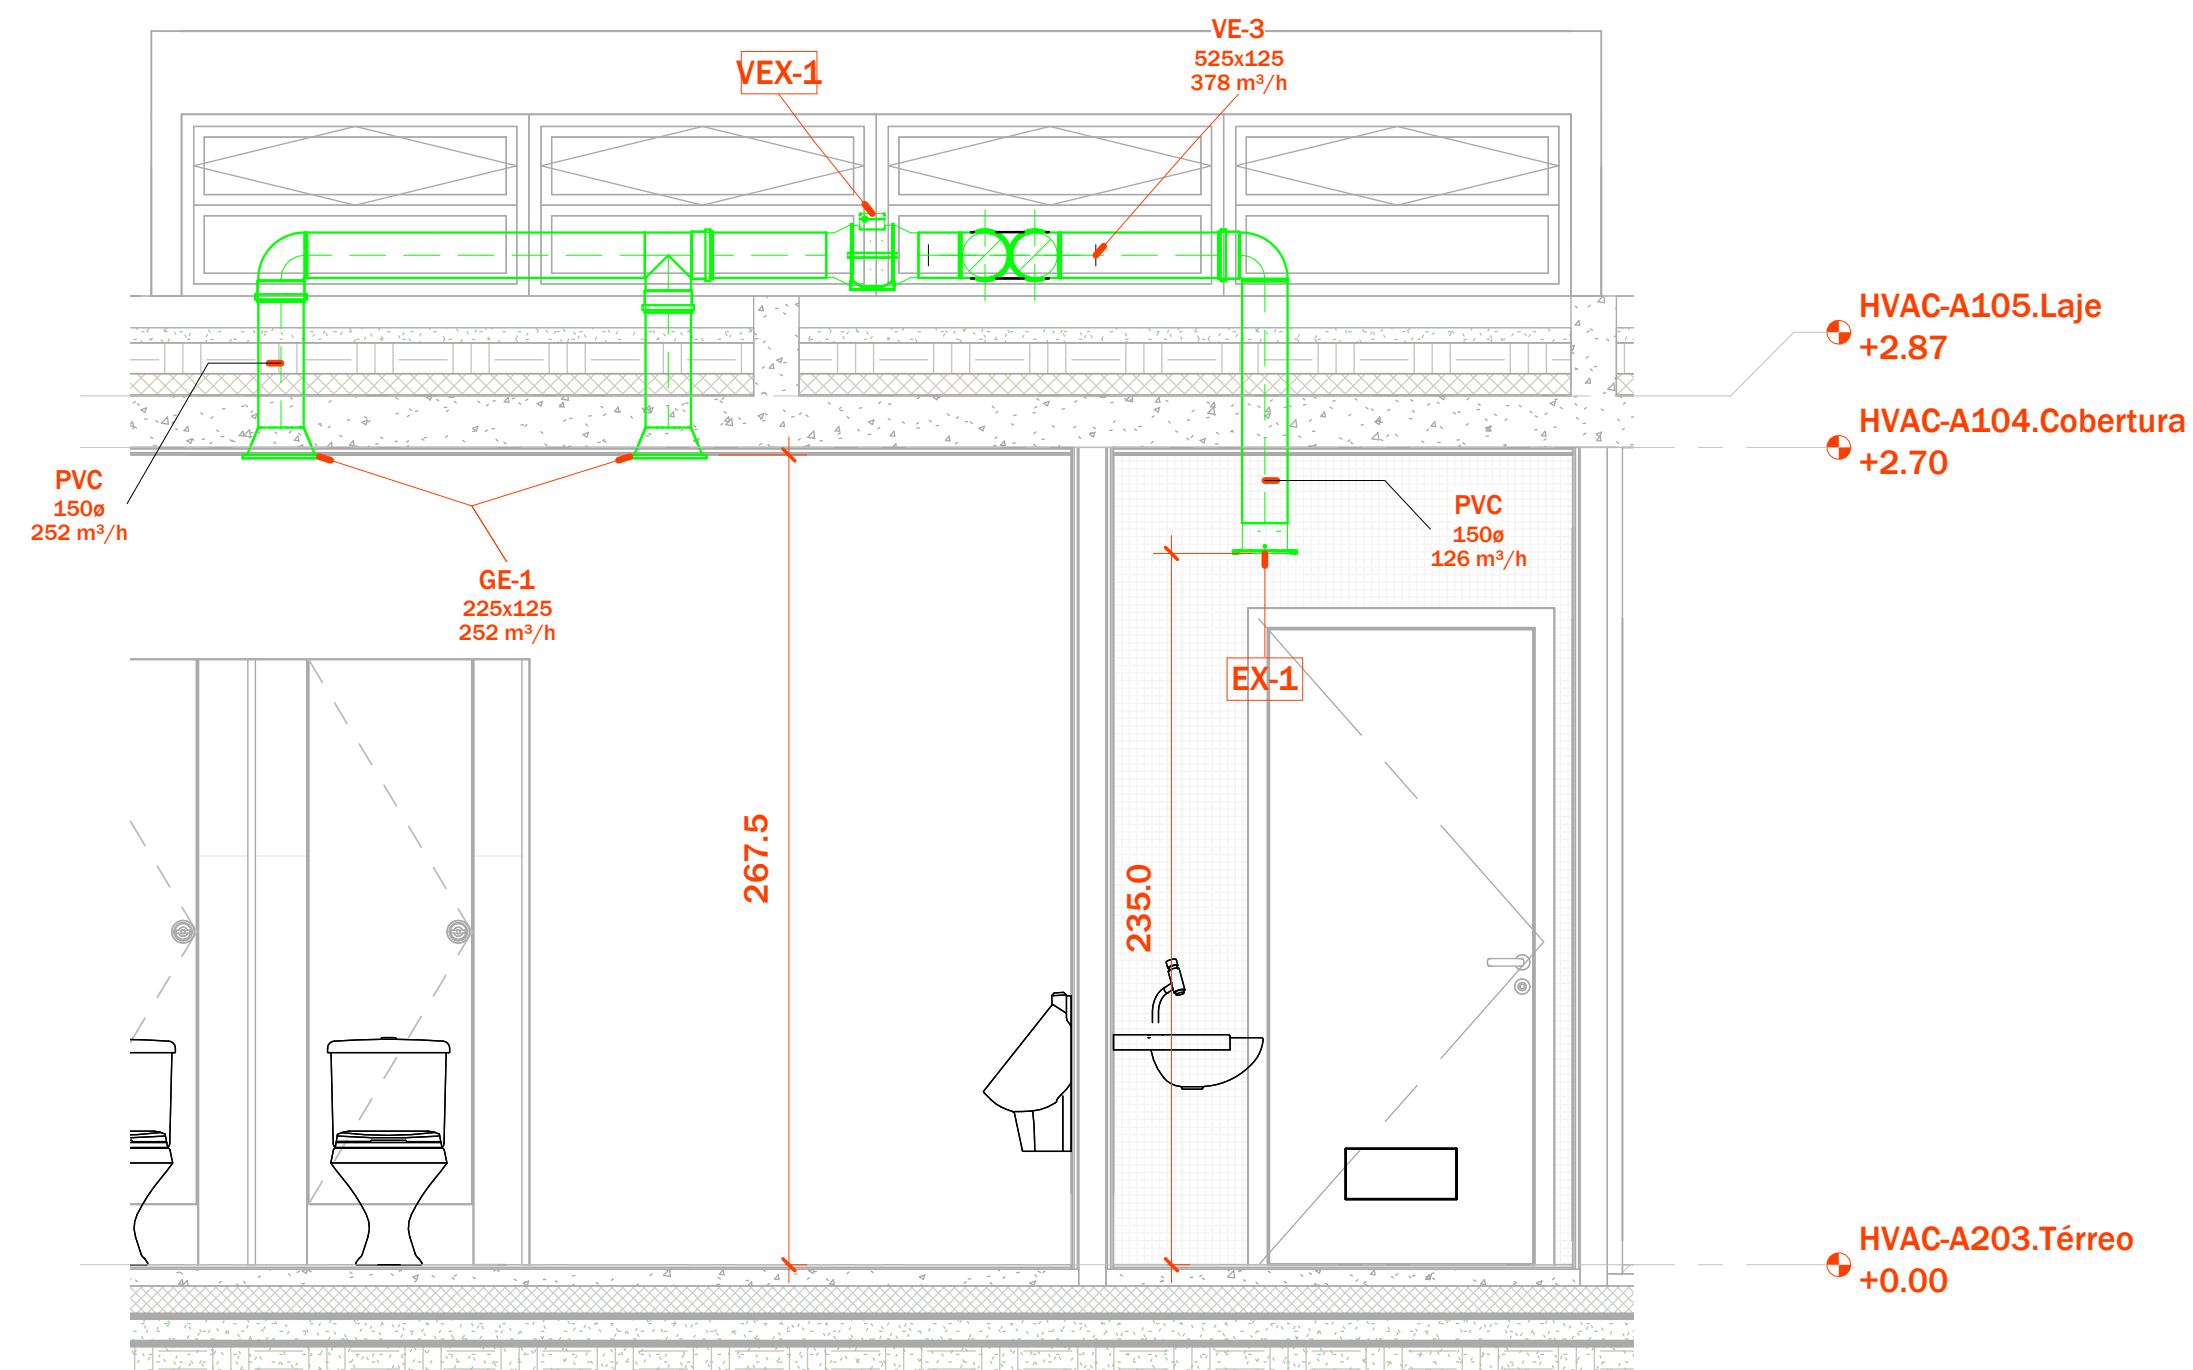 VE-3
525x125
378 m³/h
VEX-1
HVAC-A105.Laje
+2.87
HVAC-A104.Cobertura
+2.70
PVC
150ø
252 m³/h
PVC
150ø
126 m³/h
GE-1
225x125
252 m³/h
EX-1
267.5
235.0
HVAC-A203.Térreo
+0.00